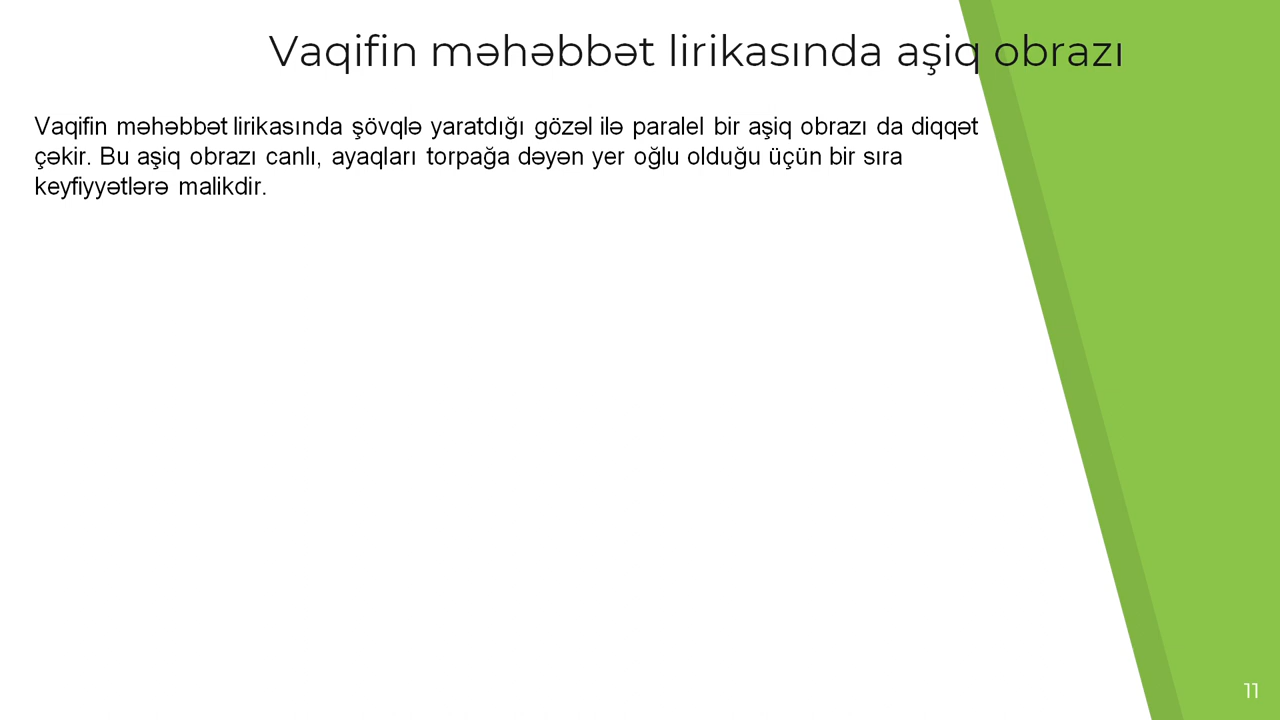 Vaqifin məhəbbət lirikasında aşiq obrazı
Vaqifin məhəbbət lirikasında şövqlə yaratdığı gözəl ilə paralel bir aşiq obrazı da diqqət
çəkir. Bu aşiq obrazı canlı, ayaqları torpağa dəyən yer oğlu olduğu üçün bir sıra
keyfiyyətlərə malikdir.
11